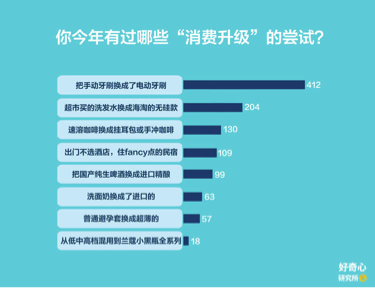 你今年有过哪些“消费升级”的尝试？
把手动牙刷换成了电动牙刷 412
超市买的洗发水换成海淘的无硅款 204
速溶咖啡换成挂耳包或手冲咖啡 130
出门不选酒店，住fancy点的民宿 109
把国产纯生啤酒换成进口精酿 99
洗面奶换成了进口的 63
普通避孕套换成超薄的 57
从低中高档混用到兰蔻小黑瓶全系列 18
好奇心
研究所